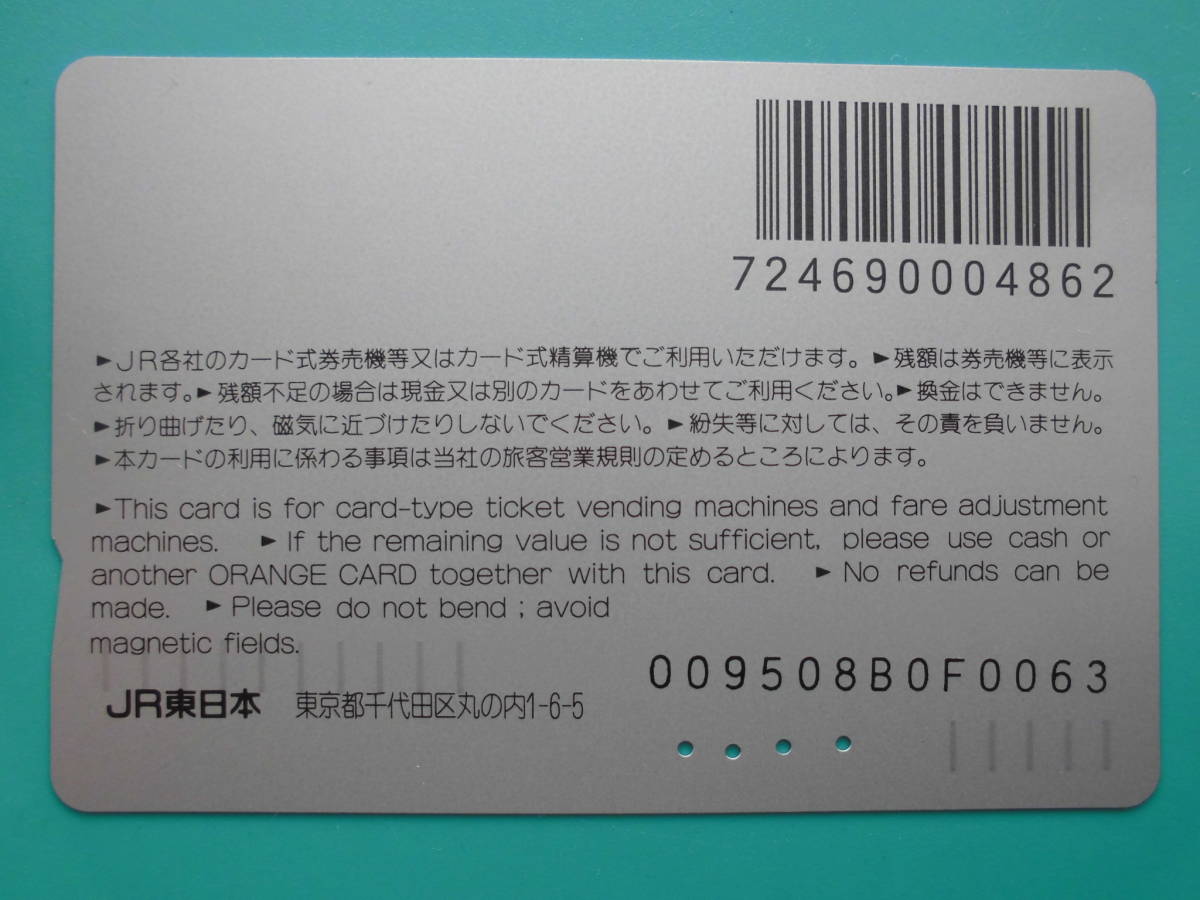 724690004862
►JR各社のカード式券売機等又はカード式精算機でご利用いただけます。►残額は券売機等に表示
されます。►残額不足の場合は現金又は別のカードをあわせてご利用ください。►換金はできません。
►折り曲げたり、磁気に近づけたりしないでください。►紛失等に対しては、その責を負いません。
►本カードの利用に係わる事項は当社の旅客営業規則の定めるところによります。
►This card is for card-type ticket vending machines and fare adjustment
machines. ►If the remaining value is not sufficient, please use cash or
another ORANGE CARD together with this card. ►No refunds can be
made. ►Please do not bend ; avoid
magnetic fields.
009508B0F0063
JR東日本 東京都千代田区丸の内1-6-5